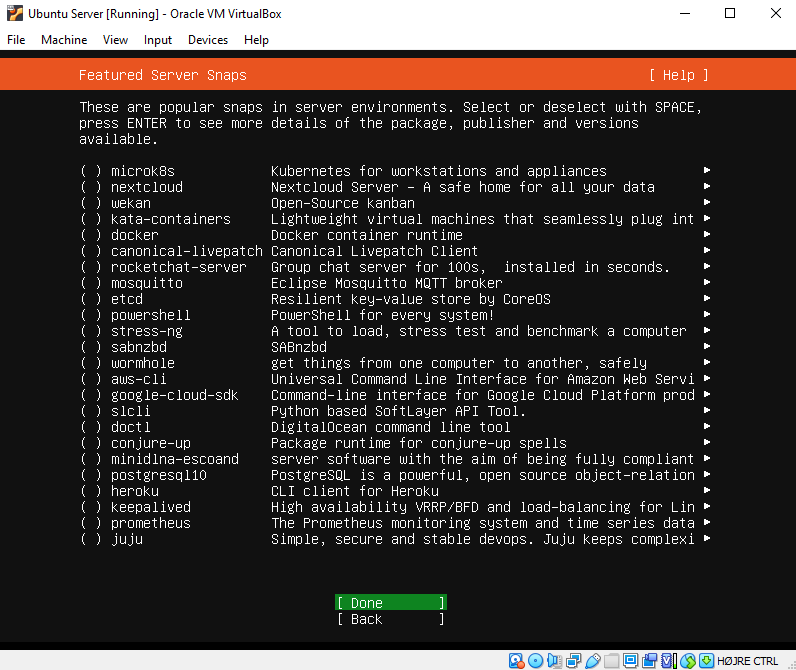 Ubuntu Server [Running] - Oracle VM VirtualBox
File Machine View Input Devices Help
Featured Server Snaps [ Help ]
These are popular snaps in server environments. Select or deselect with SPACE,
press ENTER to see more details of the package, publisher and versions
available.
( ) microk8s Kubernetes for workstations and appliances ▸
( ) nextcloud Nextcloud Server - A safe home for all your data ▸
( ) wekan Open-Source kanban ▸
( ) kata-containers Lightweight virtual machines that seamlessly plug int ▸
( ) docker Docker container runtime ▸
( ) canonical-livepatch Canonical Livepatch Client ▸
( ) rocketchat-server Group chat server for 100s,  installed in seconds. ▸
( ) mosquitto Eclipse Mosquitto MQTT broker ▸
( ) etcd Resilient key-value store by CoreOS ▸
( ) powershell PowerShell for every system! ▸
( ) stress-ng A tool to load, stress test and benchmark a computer ▸
( ) sabnzbd SABnzbd ▸
( ) wormhole get things from one computer to another, safely ▸
( ) aws-cli Universal Command Line Interface for Amazon Web Servi ▸
( ) google-cloud-sdk Command-line interface for Google Cloud Platform prod ▸
( ) slcli Python based SoftLayer API Tool. ▸
( ) doctl DigitalOcean command line tool ▸
( ) conjure-up Package runtime for conjure-up spells ▸
( ) minidlna-escoand server software with the aim of being fully compliant ▸
( ) postgresql10 PostgreSQL is a powerful, open source object-relation ▸
( ) heroku CLI client for Heroku ▸
( ) keepalived High availability VRRP/BFD and load-balancing for Lin ▸
( ) prometheus The Prometheus monitoring system and time series data ▸
( ) juju Simple, secure and stable devops. Juju keeps complexi ▸
[ Done ]
[ Back ]
HØJRE CTRL